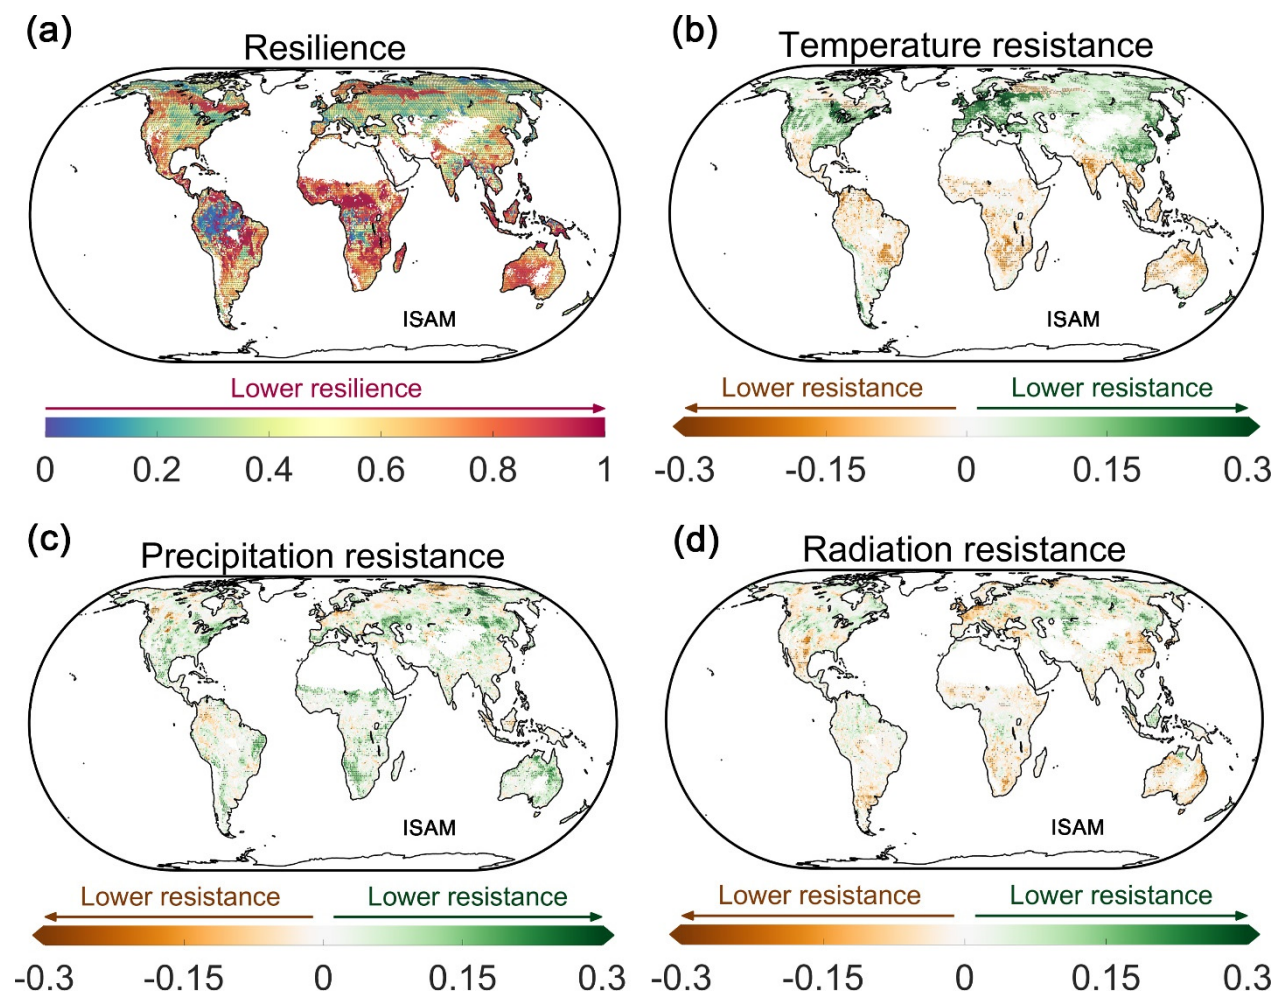 (a)
Resilience
ISAM
Lower resilience
0 0.2 0.4 0.6 0.8 1
(b)
Temperature resistance
ISAM
Lower resistance Lower resistance
-0.3 -0.15 0 0.15 0.3
(c)
Precipitation resistance
ISAM
Lower resistance Lower resistance
-0.3 -0.15 0 0.15 0.3
(d)
Radiation resistance
ISAM
Lower resistance Lower resistance
-0.3 -0.15 0 0.15 0.3